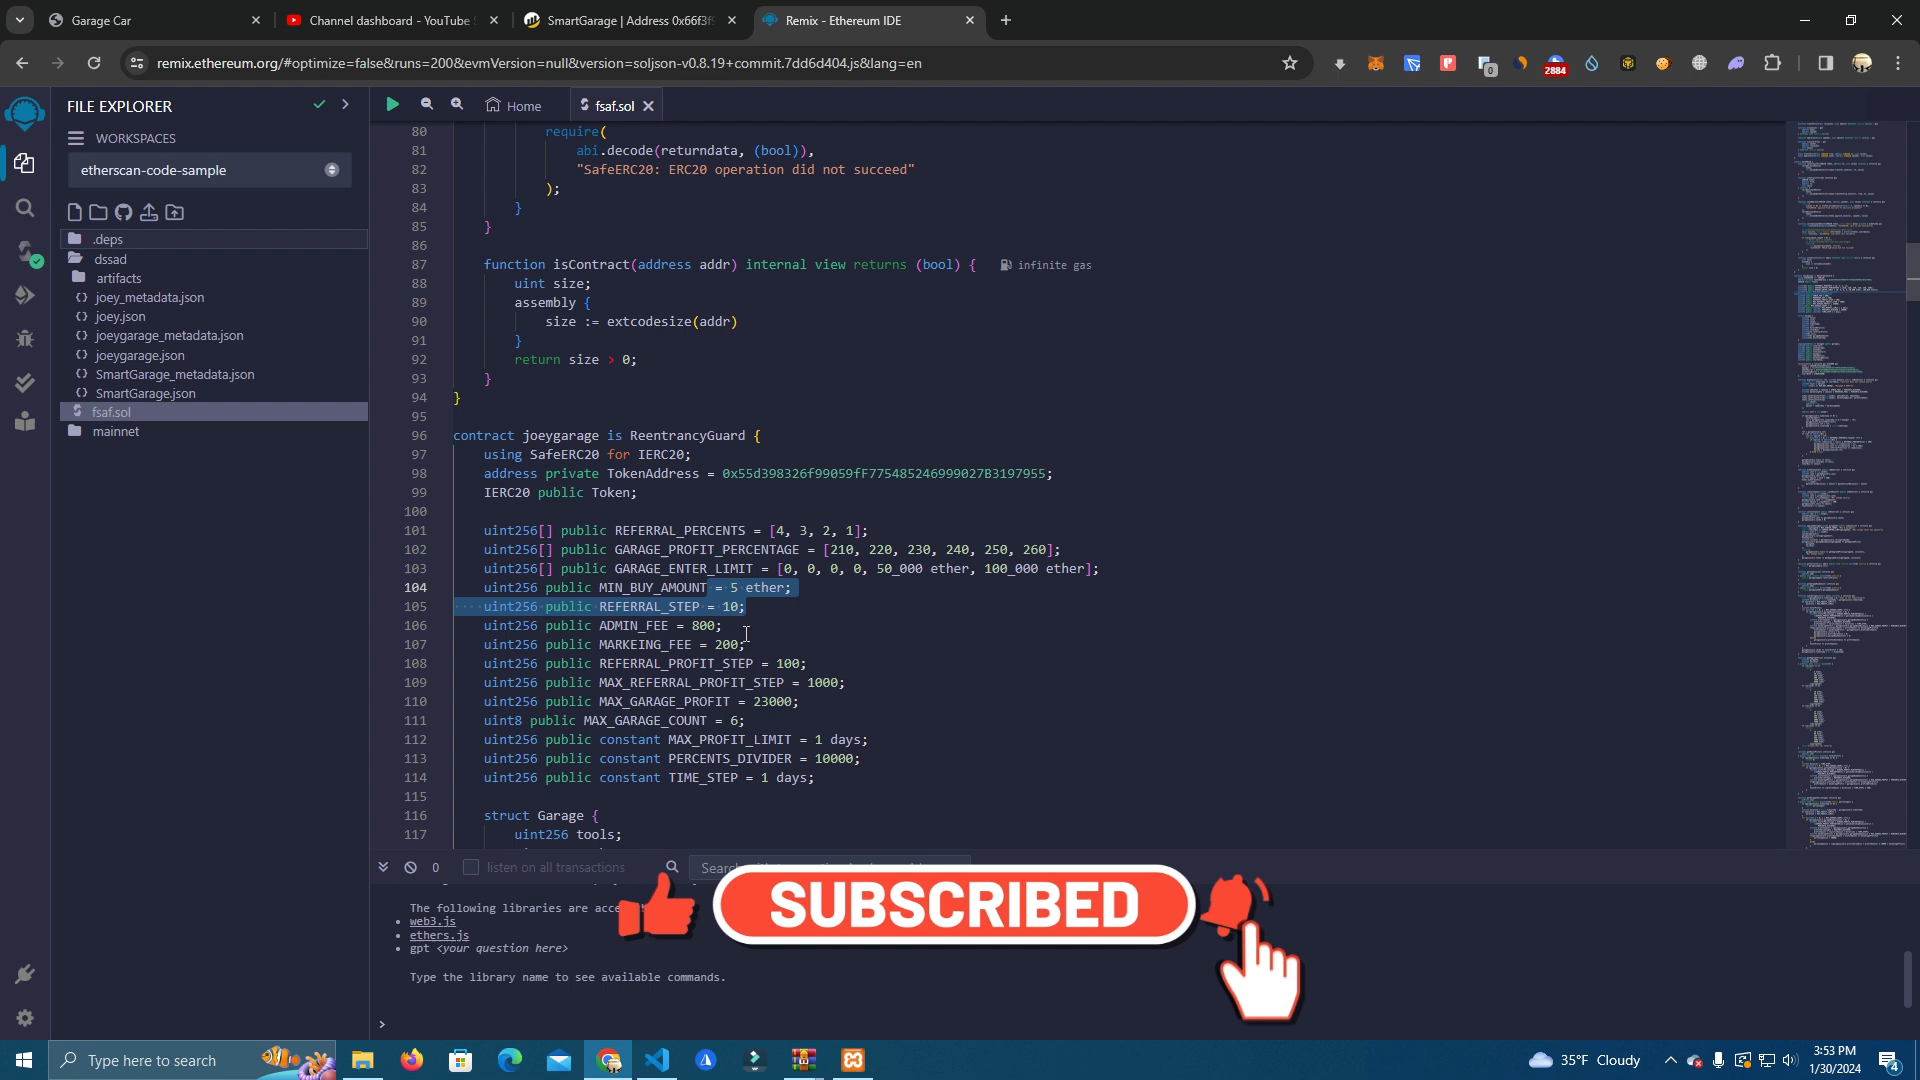 Garage Car
Channel dashboard - YouTube S
SmartGarage | Address 0x66f3f9
Remix - Ethereum IDE
remix.ethereum.org/#optimize=false&runs=200&evmVersion=null&version=soljson-v0.8.19+commit.7dd6d404.js&lang=en
0
2884
FILE EXPLORER
WORKSPACES
etherscan-code-sample
.deps
dssad
artifacts
joey_metadata.json
joey.json
joeygarage_metadata.json
joeygarage.json
SmartGarage_metadata.json
SmartGarage.json
fsaf.sol
mainnet
Home
fsaf.sol
80 require(
81 abi.decode(returndata, (bool)),
82 "SafeERC20: ERC20 operation did not succeed"
83 );
84 }
85 }
86
87 function isContract(address addr) internal view returns (bool) { infinite gas
88 uint size;
89 assembly {
90 size := extcodesize(addr)
91 }
92 return size > 0;
93 }
94 }
95
96 contract joeygarage is ReentrancyGuard {
97 using SafeERC20 for IERC20;
98 address private TokenAddress = 0x55d398326f99059fF775485246999027B3197955;
99 IERC20 public Token;
100
101 uint256[] public REFERRAL_PERCENTS = [4, 3, 2, 1];
102 uint256[] public GARAGE_PROFIT_PERCENTAGE = [210, 220, 230, 240, 250, 260];
103 uint256[] public GARAGE_ENTER_LIMIT = [0, 0, 0, 0, 50_000 ether, 100_000 ether];
104 uint256 public MIN_BUY_AMOUNT = 5 ether;
105 uint256 public REFERRAL_STEP = 10;
106 uint256 public ADMIN_FEE = 800;
107 uint256 public MARKEING_FEE = 200;
108 uint256 public REFERRAL_PROFIT_STEP = 100;
109 uint256 public MAX_REFERRAL_PROFIT_STEP = 1000;
110 uint256 public MAX_GARAGE_PROFIT = 23000;
111 uint8 public MAX_GARAGE_COUNT = 6;
112 uint256 public constant MAX_PROFIT_LIMIT = 1 days;
113 uint256 public constant PERCENTS_DIVIDER = 10000;
114 uint256 public constant TIME_STEP = 1 days;
115
116 struct Garage {
117 uint256 tools;
0
listen on all transactions
Search
The following libraries are
web3.js
ethers.js
gpt <your question here>
Type the library name to see available commands.
>
SUBSCRIBED
Type here to search
35°F Cloudy
3:53 PM
1/30/2024
4